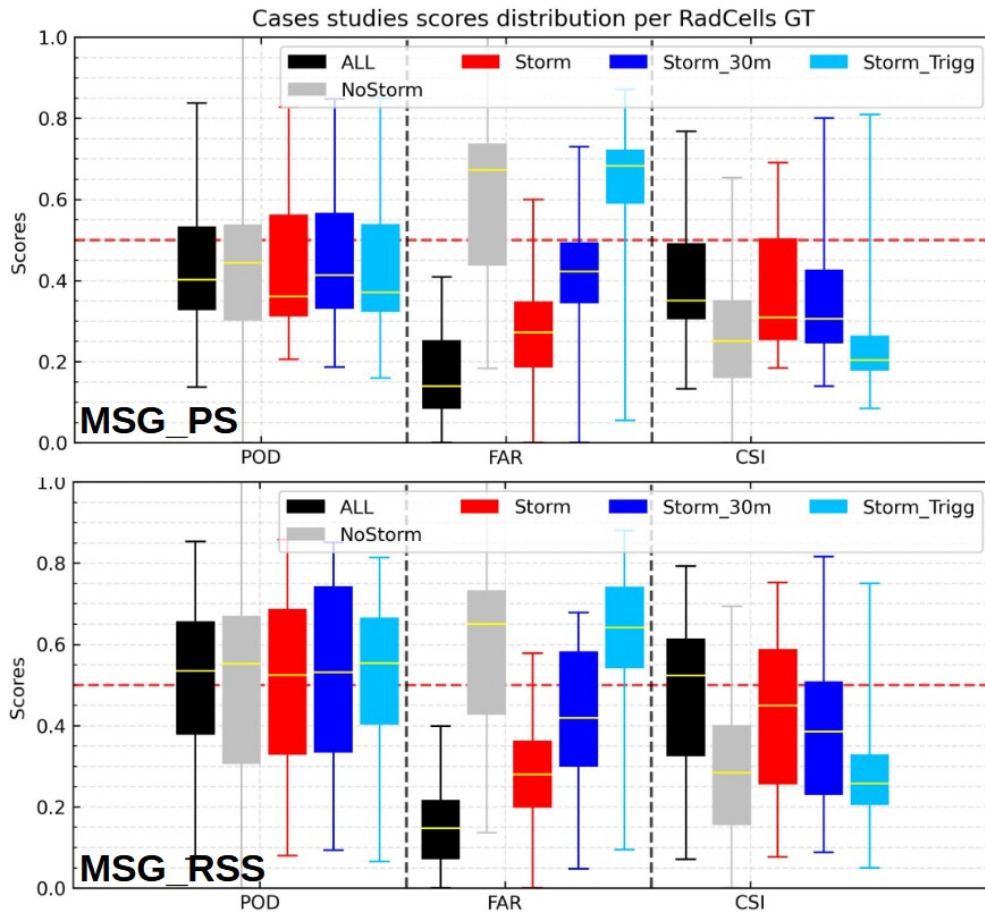 Cases studies scores distribution per RadCells GT
1.0
ALL Storm Storm_30m Storm_Trigg
NoStorm
0.8
0.6
Scores
0.4
0.2
MSG_PS
0.0
POD FAR CSI
1.0
ALL Storm Storm_30m Storm_Trigg
NoStorm
0.8
0.6
Scores
0.4
0.2
MSG_RSS
0.0
POD FAR CSI